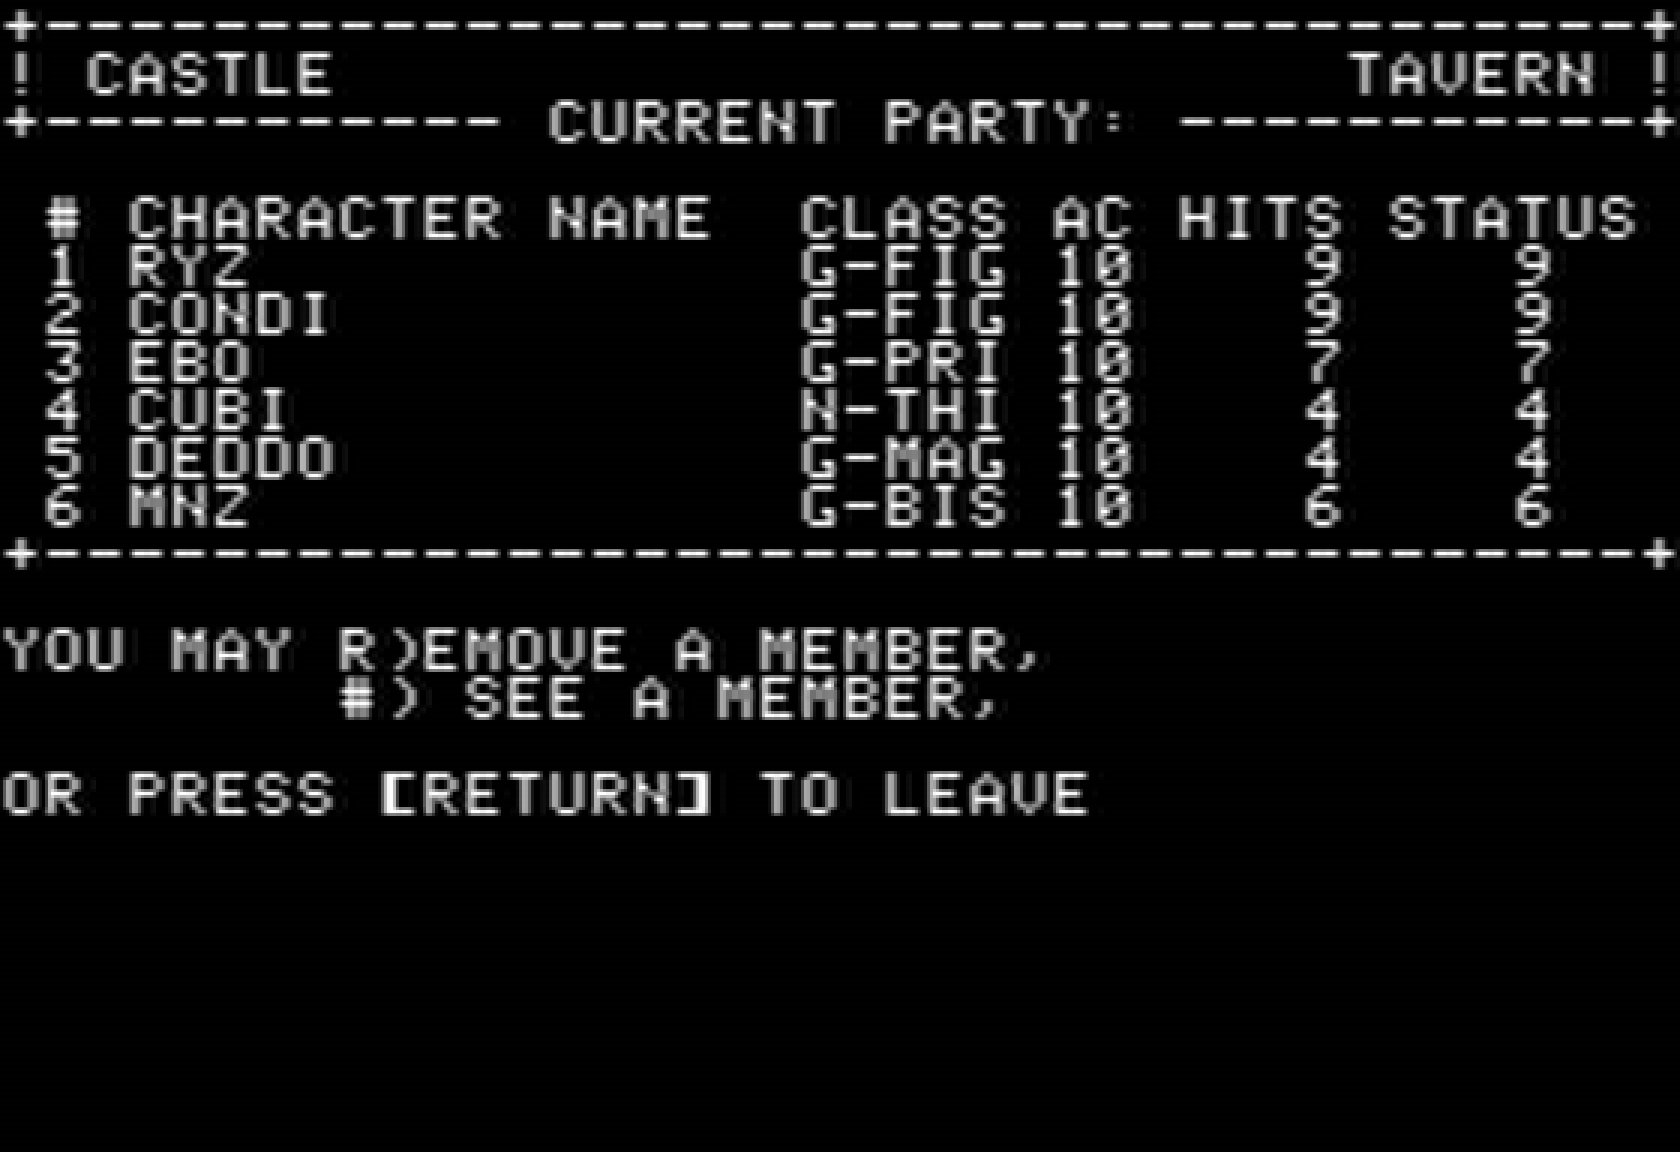 +--------------------------------------+
! CASTLE                        TAVERN !
+----------- CURRENT PARTY: -----------+
 # CHARACTER NAME  CLASS AC HITS STATUS
 1 RYZ             G-FIG 10    9    9
 2 CONDI           G-FIG 10    9    9
 3 EBO             G-PRI 10    7    7
 4 CUBI            N-THI 10    4    4
 5 DEDDO           G-MAG 10    4    4
 6 MNZ             G-BIS 10    6    6
+--------------------------------------+
YOU MAY R)EMOVE A MEMBER,
        #) SEE A MEMBER,
OR PRESS [RETURN] TO LEAVE